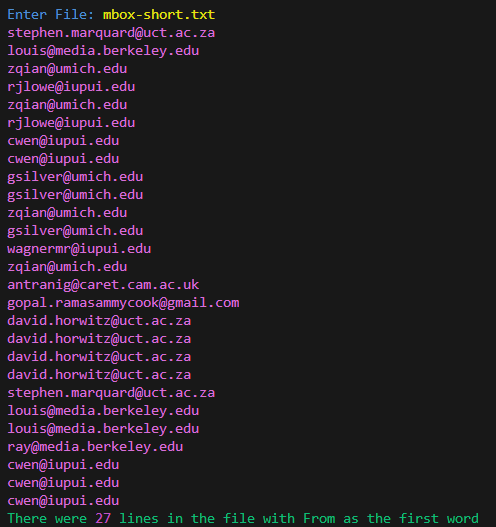 Enter File: mbox-short.txt
stephen.marquard@uct.ac.za
louis@media.berkeley.edu
zqian@umich.edu
rjlowe@iupui.edu
zqian@umich.edu
rjlowe@iupui.edu
cwen@iupui.edu
cwen@iupui.edu
gsilver@umich.edu
gsilver@umich.edu
zqian@umich.edu
gsilver@umich.edu
wagnermr@iupui.edu
zqian@umich.edu
antranig@caret.cam.ac.uk
gopal.ramasammycook@gmail.com
david.horwitz@uct.ac.za
david.horwitz@uct.ac.za
david.horwitz@uct.ac.za
david.horwitz@uct.ac.za
stephen.marquard@uct.ac.za
louis@media.berkeley.edu
louis@media.berkeley.edu
ray@media.berkeley.edu
cwen@iupui.edu
cwen@iupui.edu
cwen@iupui.edu
There were 27 lines in the file with From as the first word